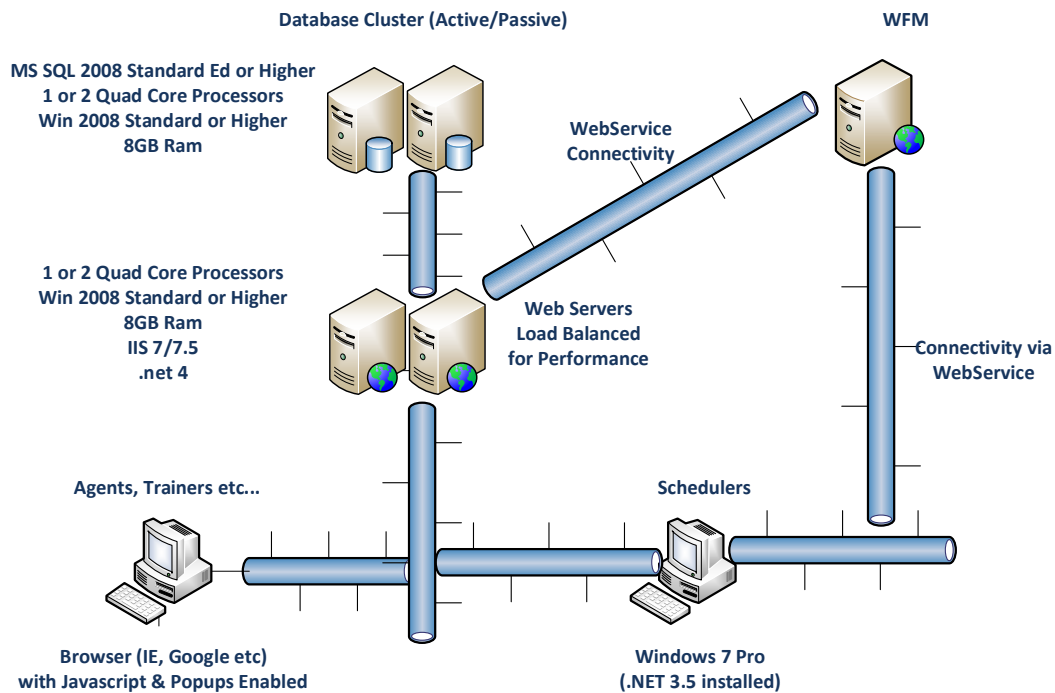 Database Cluster (Active/Passive)
WFM
MS SQL 2008 Standard Ed or Higher
1 or 2 Quad Core Processors
Win 2008 Standard or Higher
8GB Ram
WebService
Connectivity
1 or 2 Quad Core Processors
Win 2008 Standard or Higher
8GB Ram
IIS 7/7.5
.net 4
Web Servers
Load Balanced
for Performance
Connectivity via
WebService
Agents, Trainers etc...
Schedulers
Browser (IE, Google etc)
with Javascript & Popups Enabled
Windows 7 Pro
(.NET 3.5 installed)